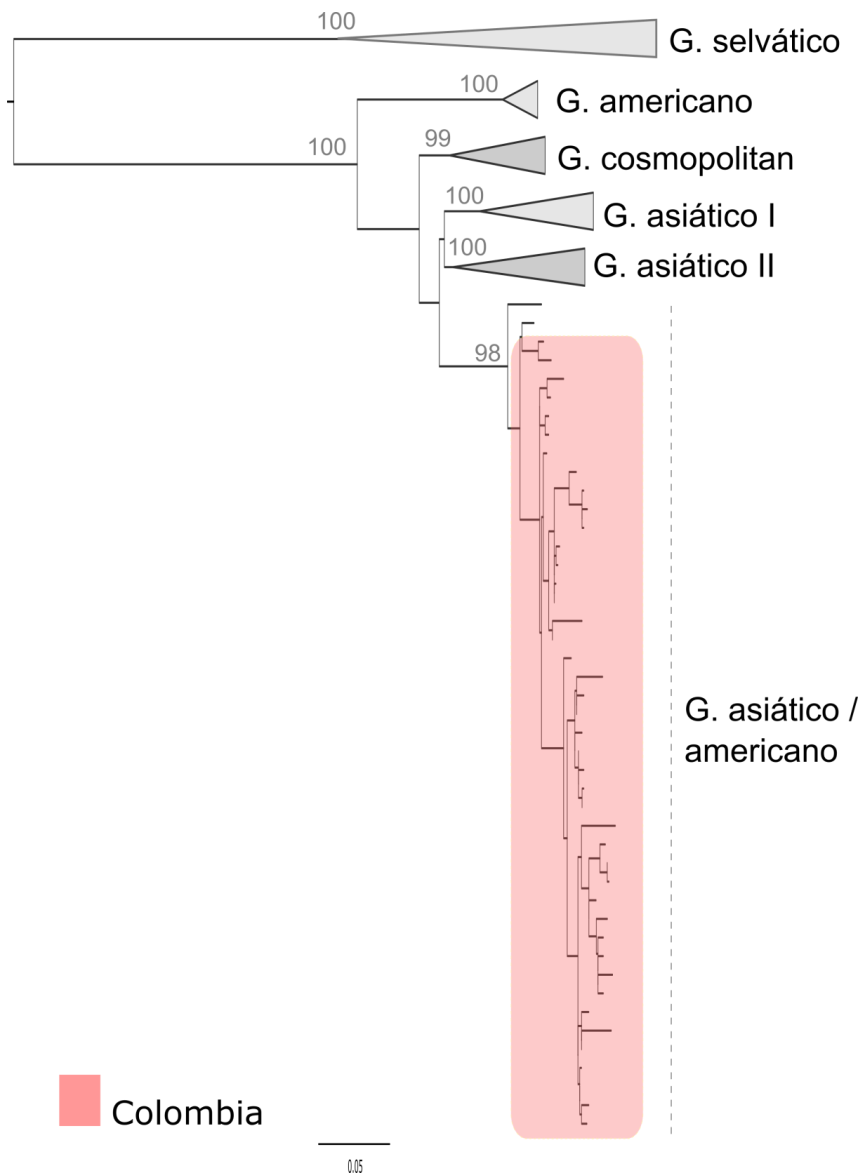 100
G. selvático
100
G. americano
99
100
G. cosmopolitan
100
G. asiático I
100
G. asiático II
98
G. asiático /
americano
Colombia
0.05